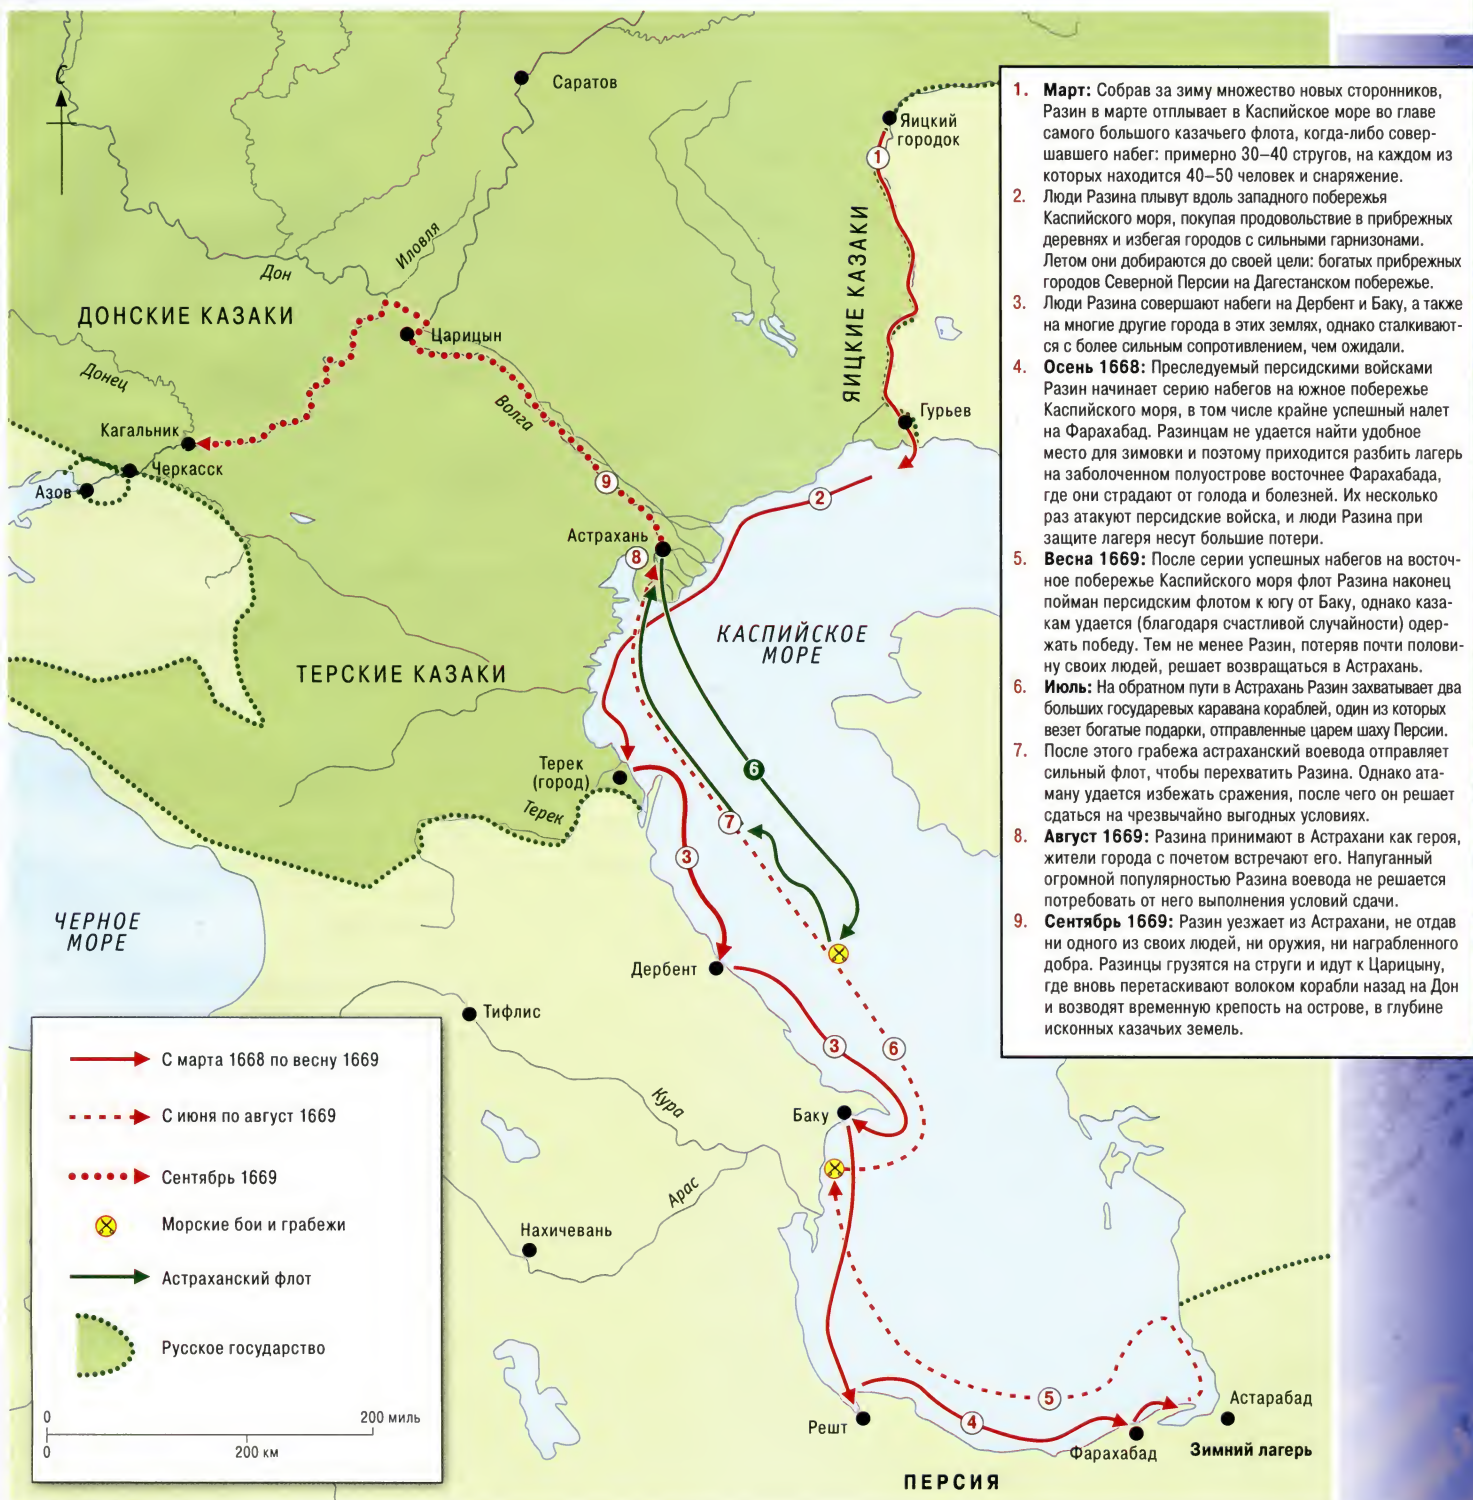 С
Саратов
Яицкий
городок
1
ЯИЦКИЕ КАЗАКИ
Иловля
Дон
ДОНСКИЕ КАЗАКИ
Царицын
Донец
Волга
Гурьев
Кагальник
Черкасск
Азов
9
2
Астрахань
8
КАСПИЙСКОЕ
МОРЕ
ТЕРСКИЕ КАЗАКИ
Терек
(город)
Терек
6
7
3
ЧЕРНОЕ
МОРЕ
Дербент
Тифлис
3
6
Кура
Баку
Арас
Нахичевань
5
4
Решт
Фарахабад
Астарабад
Зимний лагерь
ПЕРСИЯ
1. Март: Собрав за зиму множество новых сторонников,
Разин в марте отплывает в Каспийское море во главе
самого большого казачьего флота, когда-либо совер-
шавшего набег: примерно 30–40 стругов, на каждом из
которых находится 40–50 человек и снаряжение.
2. Люди Разина плывут вдоль западного побережья
Каспийского моря, покупая продовольствие в прибрежных
деревнях и избегая городов с сильными гарнизонами.
Летом они добираются до своей цели: богатых прибрежных
городов Северной Персии на Дагестанском побережье.
3. Люди Разина совершают набеги на Дербент и Баку, а также
на многие другие города в этих землях, однако сталкивают-
ся с более сильным сопротивлением, чем ожидали.
4. Осень 1668: Преследуемый персидскими войсками
Разин начинает серию набегов на южное побережье
Каспийского моря, в том числе крайне успешный налет
на Фарахабад. Разинцам не удается найти удобное
место для зимовки и поэтому приходится разбить лагерь
на заболоченном полуострове восточнее Фарахабада,
где они страдают от голода и болезней. Их несколько
раз атакуют персидские войска, и люди Разина при
защите лагеря несут большие потери.
5. Весна 1669: После серии успешных набегов на восточ-
ное побережье Каспийского моря флот Разина наконец
пойман персидским флотом к югу от Баку, однако каза-
кам удается (благодаря счастливой случайности) одер-
жать победу. Тем не менее Разин, потеряв почти полови-
ну своих людей, решает возвращаться в Астрахань.
6. Июль: На обратном пути в Астрахань Разин захватывает два
больших государевых каравана кораблей, один из которых
везет богатые подарки, отправленные царем шаху Персии.
7. После этого грабежа астраханский воевода отправляет
сильный флот, чтобы перехватить Разина. Однако ата-
ману удается избежать сражения, после чего он решает
сдаться на чрезвычайно выгодных условиях.
8. Август 1669: Разина принимают в Астрахани как героя,
жители города с почетом встречают его. Напуганный
огромной популярностью Разина воевода не решается
потребовать от него выполнения условий сдачи.
9. Сентябрь 1669: Разин уезжает из Астрахани, не отдав
ни одного из своих людей, ни оружия, ни награбленного
добра. Разинцы грузятся на струги и идут к Царицыну,
где вновь перетаскивают волоком корабли назад на Дон
и возводят временную крепость на острове, в глубине
исконных казачьих земель.
С марта 1668 по весну 1669
С июня по август 1669
Сентябрь 1669
Морские бои и грабежи
Астраханский флот
Русское государство
0 200 миль
0 200 км